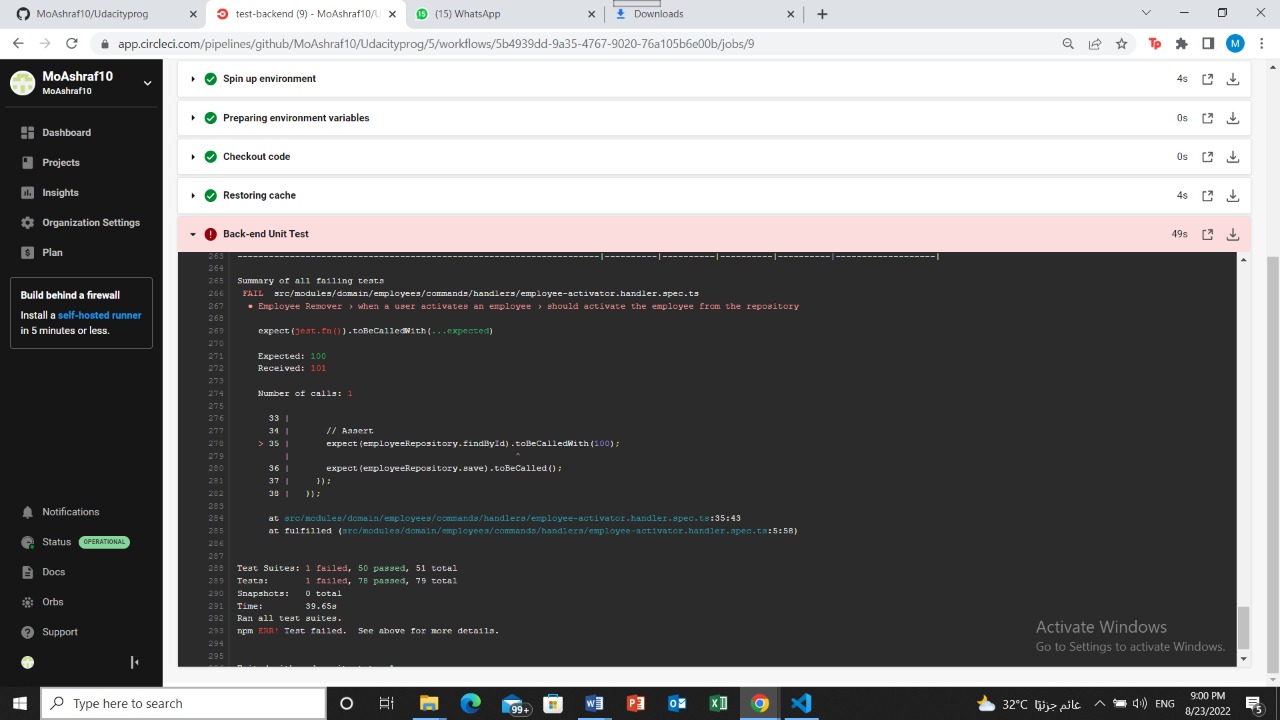 MoAshraf10/Udacityprog
test-backend (9) - MoAshraf10/U
(15) WhatsApp
Downloads
app.circleci.com/pipelines/github/MoAshraf10/Udacityprog/5/workflows/5b4939dd-9a35-4767-9020-76a105b6e00b/jobs/9
Tp
M
MoAshraf10
MoAshraf10
Dashboard
Projects
Insights
Organization Settings
Plan
Build behind a firewall
Install a self-hosted runner
in 5 minutes or less.
Notifications
Status OPERATIONAL
Docs
Orbs
Support
Spin up environment 4s
Preparing environment variables 0s
Checkout code 0s
Restoring cache 4s
Back-end Unit Test 49s
263 --------------------------------------------------------------------|----------|----------|----------|----------|-------------------|
264
265 Summary of all failing tests
266 FAIL src/modules/domain/employees/commands/handlers/employee-activator.handler.spec.ts
267 ● Employee Remover › when a user activates an employee › should activate the employee from the repository
268
269 expect(jest.fn()).toBeCalledWith(...expected)
270
271 Expected: 100
272 Received: 101
273
274 Number of calls: 1
275
276 33 |
277 34 | // Assert
278 > 35 | expect(employeeRepository.findById).toBeCalledWith(100);
279 | ^
280 36 | expect(employeeRepository.save).toBeCalled();
281 37 | });
282 38 | });
283
284 at src/modules/domain/employees/commands/handlers/employee-activator.handler.spec.ts:35:43
285 at fulfilled (src/modules/domain/employees/commands/handlers/employee-activator.handler.spec.ts:5:58)
286
287
288 Test Suites: 1 failed, 50 passed, 51 total
289 Tests: 1 failed, 78 passed, 79 total
290 Snapshots: 0 total
291 Time: 39.65s
292 Ran all test suites.
293 npm ERR! Test failed. See above for more details.
294
295
Activate Windows
Go to Settings to activate Windows.
Type here to search
99+
32°C غائم جزئيًا
ENG
9:00 PM
8/23/2022
5